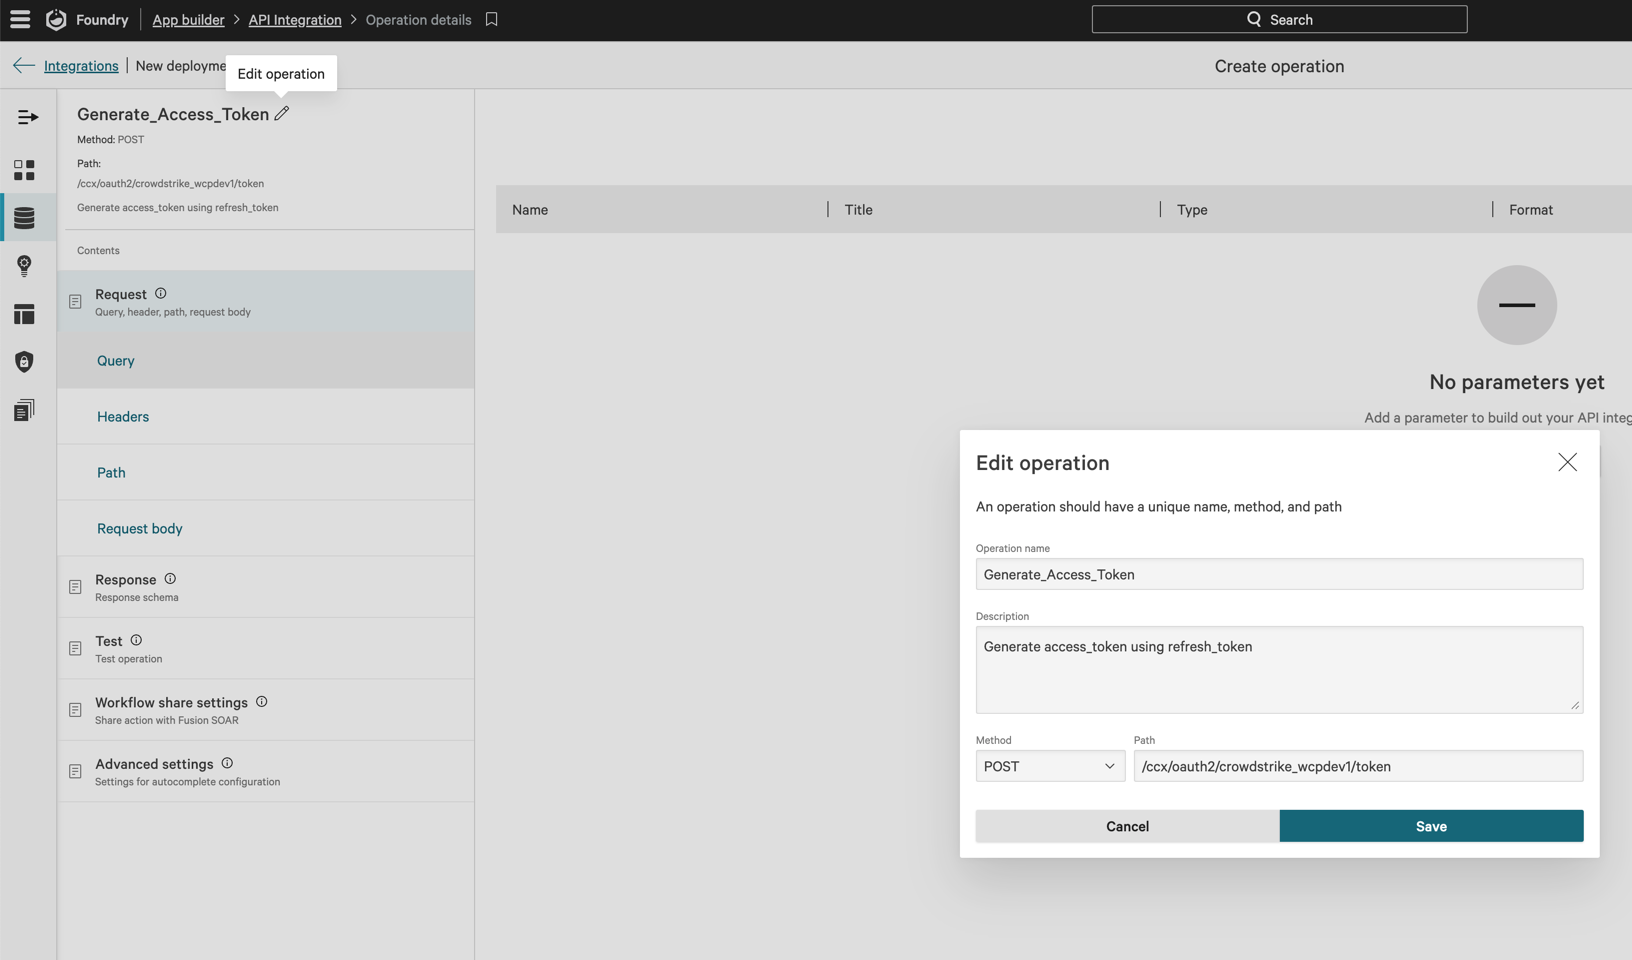 Foundry
App builder > API Integration > Operation details
Search
Integrations | New deployme
Edit operation
Create operation
Generate_Access_Token
Method: POST
Path:
/ccx/oauth2/crowdstrike_wcpdev1/token
Generate access_token using refresh_token
Contents
Request
Query, header, path, request body
Query
Headers
Path
Request body
Response
Response schema
Test
Test operation
Workflow share settings
Share action with Fusion SOAR
Advanced settings
Settings for autocomplete configuration
Name
Title
Type
Format
No parameters yet
Add a parameter to build out your API integ
Edit operation
An operation should have a unique name, method, and path
Operation name
Generate_Access_Token
Description
Generate access_token using refresh_token
Method
Path
POST
/ccx/oauth2/crowdstrike_wcpdev1/token
Cancel
Save